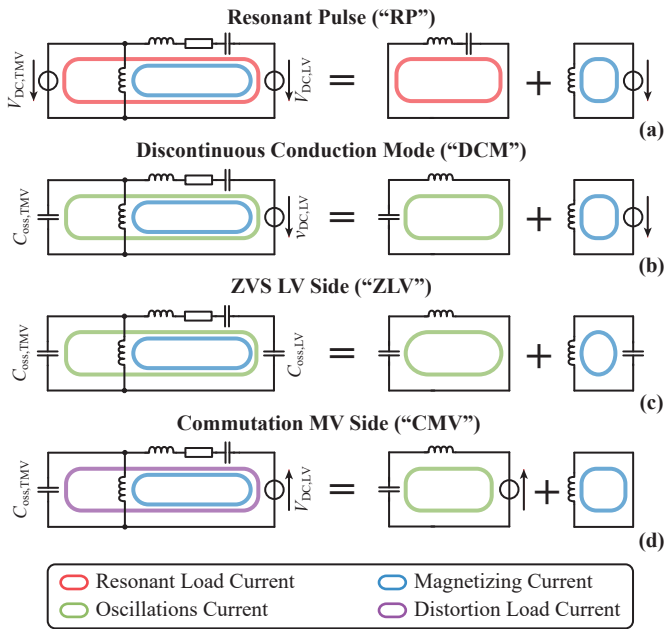 Resonant Pulse (“RP”)
V_DC,TMV
V_DC,LV
(a)
Discontinuous Conduction Mode (“DCM”)
C_oss,TMV
v_DC,LV
(b)
ZVS LV Side (“ZLV”)
C_oss,TMV
C_oss,LV
(c)
Commutation MV Side (“CMV”)
C_oss,TMV
V_DC,LV
(d)
Resonant Load Current
Magnetizing Current
Oscillations Current
Distortion Load Current